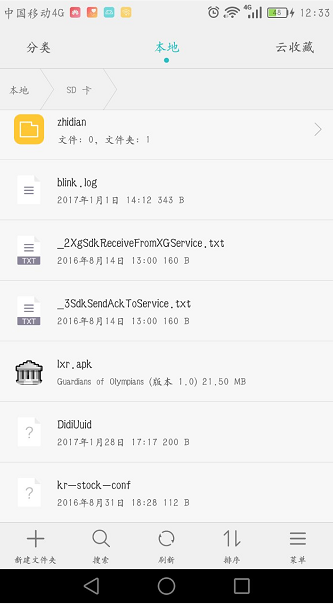 中国移动4G 4G 48 12:33
分类 本地 云收藏
本地 SD 卡
zhidian
文件: 0, 文件夹: 1
blink.log
2017年1月1日 14:12 343 B
_2XgSdkReceiveFromXGService.txt
TXT
2016年8月14日 13:00 160 B
_3SdkSendAckToService.txt
TXT
2016年8月14日 13:00 160 B
lxr.apk
Guardians of Olympians (版本 1.0) 21.50 MB
DidiUuid
?
2017年1月28日 17:17 200 B
kr-stock-conf
?
2016年8月31日 18:28 112 B
新建文件夹 搜索 刷新 排序 菜单